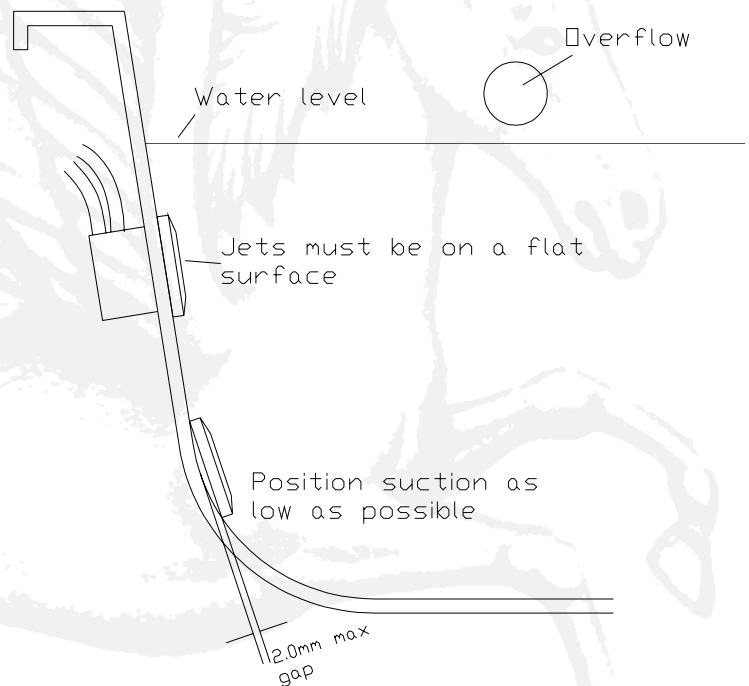 Overflow
Water level
Jets must be on a flat
surface
Position suction as
low as possible
2.0mm max
gap